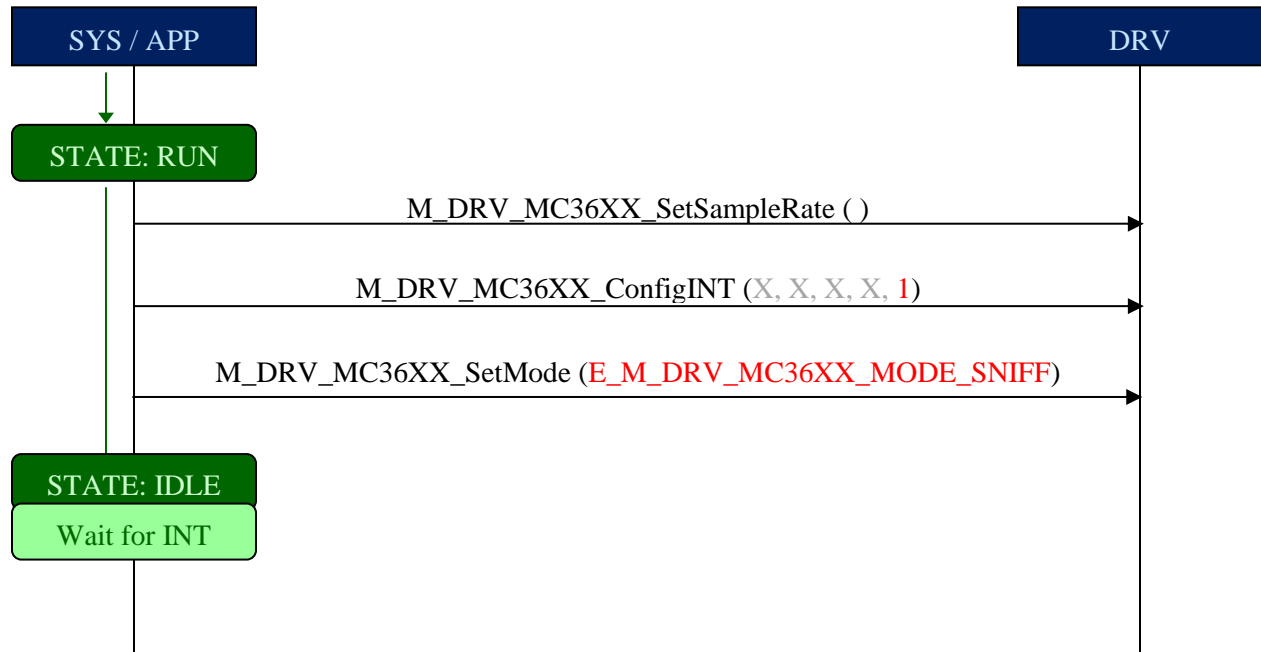 SYS / APP
DRV
STATE: RUN
M_DRV_MC36XX_SetSampleRate ( )
M_DRV_MC36XX_ConfigINT (X, X, X, X, 1)
M_DRV_MC36XX_SetMode (E_M_DRV_MC36XX_MODE_SNIFF)
STATE: IDLE
Wait for INT